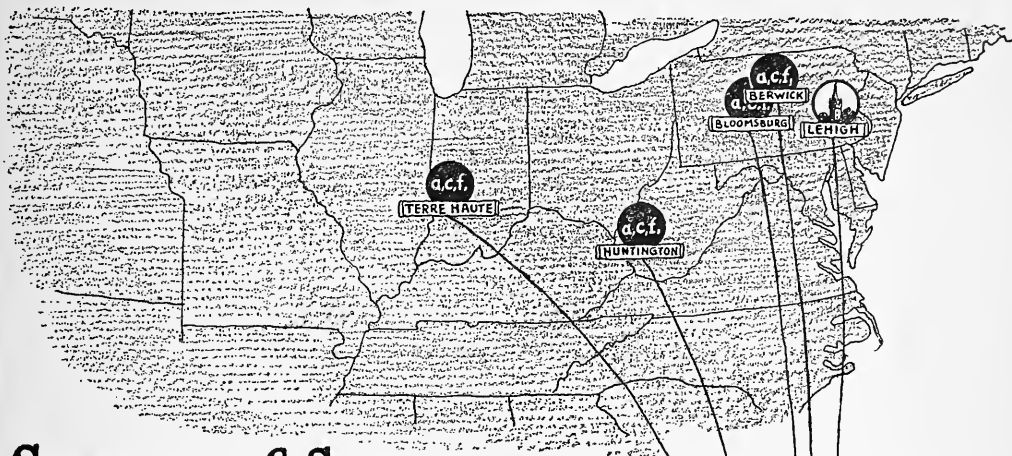 a.c.f.
BERWICK
a.c.f.
BLOOMSBURG
LEHIGH
a.c.f.
TERRE HAUTE
a.c.f.
HUNTINGTON